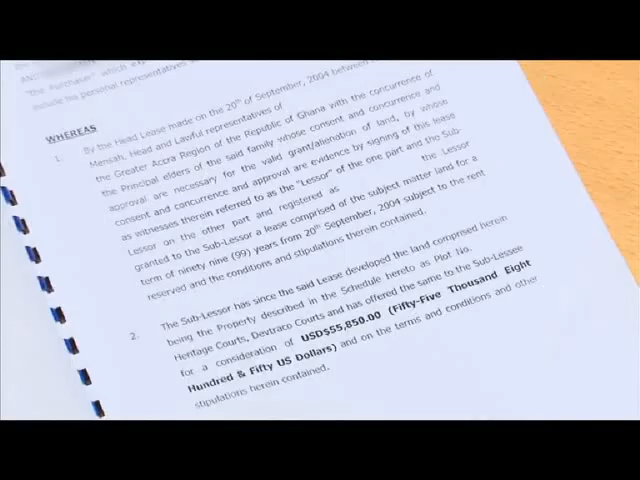 the
AND
"the Purchaser" which
include his personal representatives
WHEREAS
1. By the Head Lease made on the 20th of September, 2004 between
Mensah, Head and Lawful representatives of
the Greater Accra Region of the Republic of Ghana with the concurrence of
the Principal elders of the said family whose consent and concurrence and
approval are necessary for the valid grant/alienation of land, by whose
consent and concurrence and approval are evidence by signing of this lease
as witnesses therein referred to as the "Lessor" of the one part and the Sub-
Lessor on the other part and registered as the Lessor
granted to the Sub-Lessor a lease comprised of the subject matter land for a
term of ninety nine (99) years from 20th September, 2004 subject to the rent
reserved and the conditions and stipulations therein contained.
2. The Sub-Lessor has since the said Lease developed the land comprised herein
being the Property described in the Schedule hereto as Plot No.
Heritage Courts, Devtraco Courts and has offered the same to the Sub-Lessee
for a consideration of USD$55,850.00 (Fifty-Five Thousand Eight
Hundred & Fifty US Dollars) and on the terms and conditions and other
stipulations herein contained.